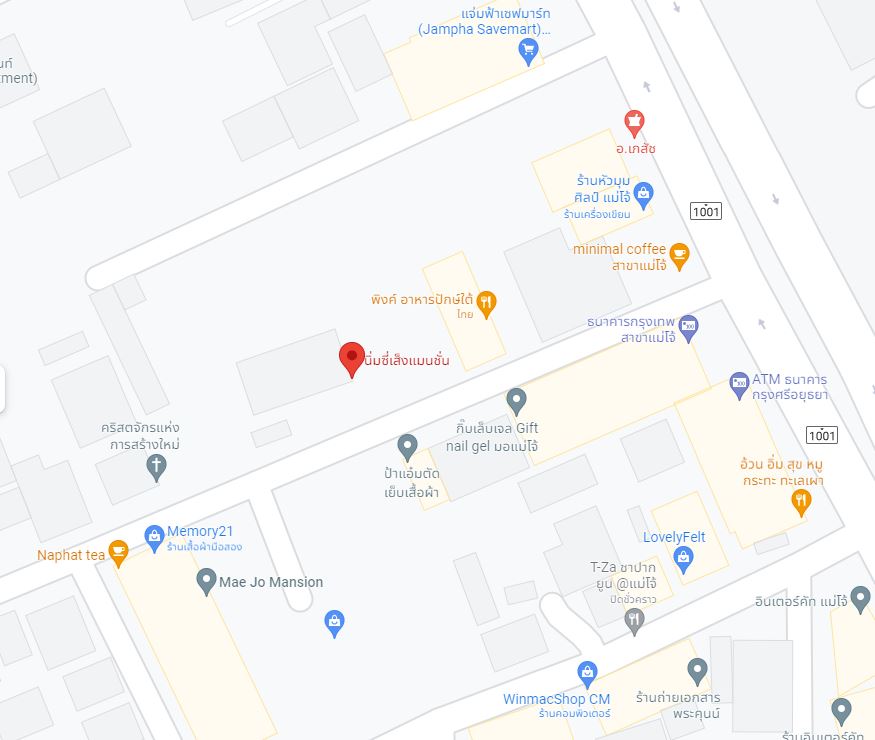 แจ่มฟ้าเซฟมาร์ท
(Jampha Savemart)...
ment)
อ.เภสัช
ร้านหัวมุม
ศิลป์ แม่โจ้
ร้านเครื่องเขียน
1001
minimal coffee
สาขาแม่โจ้
พิงค์ อาหารปักษ์ใต้
ไทย
ธนาคารกรุงเทพ
สาขาแม่โจ้
นิ่มซี่เส็งแมนชั่น
ATM ธนาคาร
กรุงศรีอยุธยา
คริสตจักรแห่ง
การสร้างใหม่
กิ๊บเล็บเจล Gift
nail gel มอแม่โจ้
1001
ป้าแอ๋มตัด
เย็บเสื้อผ้า
อ้วน อิ่ม สุข หมู
กระทะ ทะเลเผา
Memory21
ร้านเสื้อผ้ามือสอง
Naphat tea
LovelyFelt
Mae Jo Mansion
T-Za ชาปาก
ยูน @แม่โจ้
ปิดชั่วคราว
อินเตอร์คัท แม่โจ้
WinmacShop CM
ร้านคอมพิวเตอร์
ร้านถ่ายเอกสาร
พระคุนน์
ร้านอินเตอร์คัท